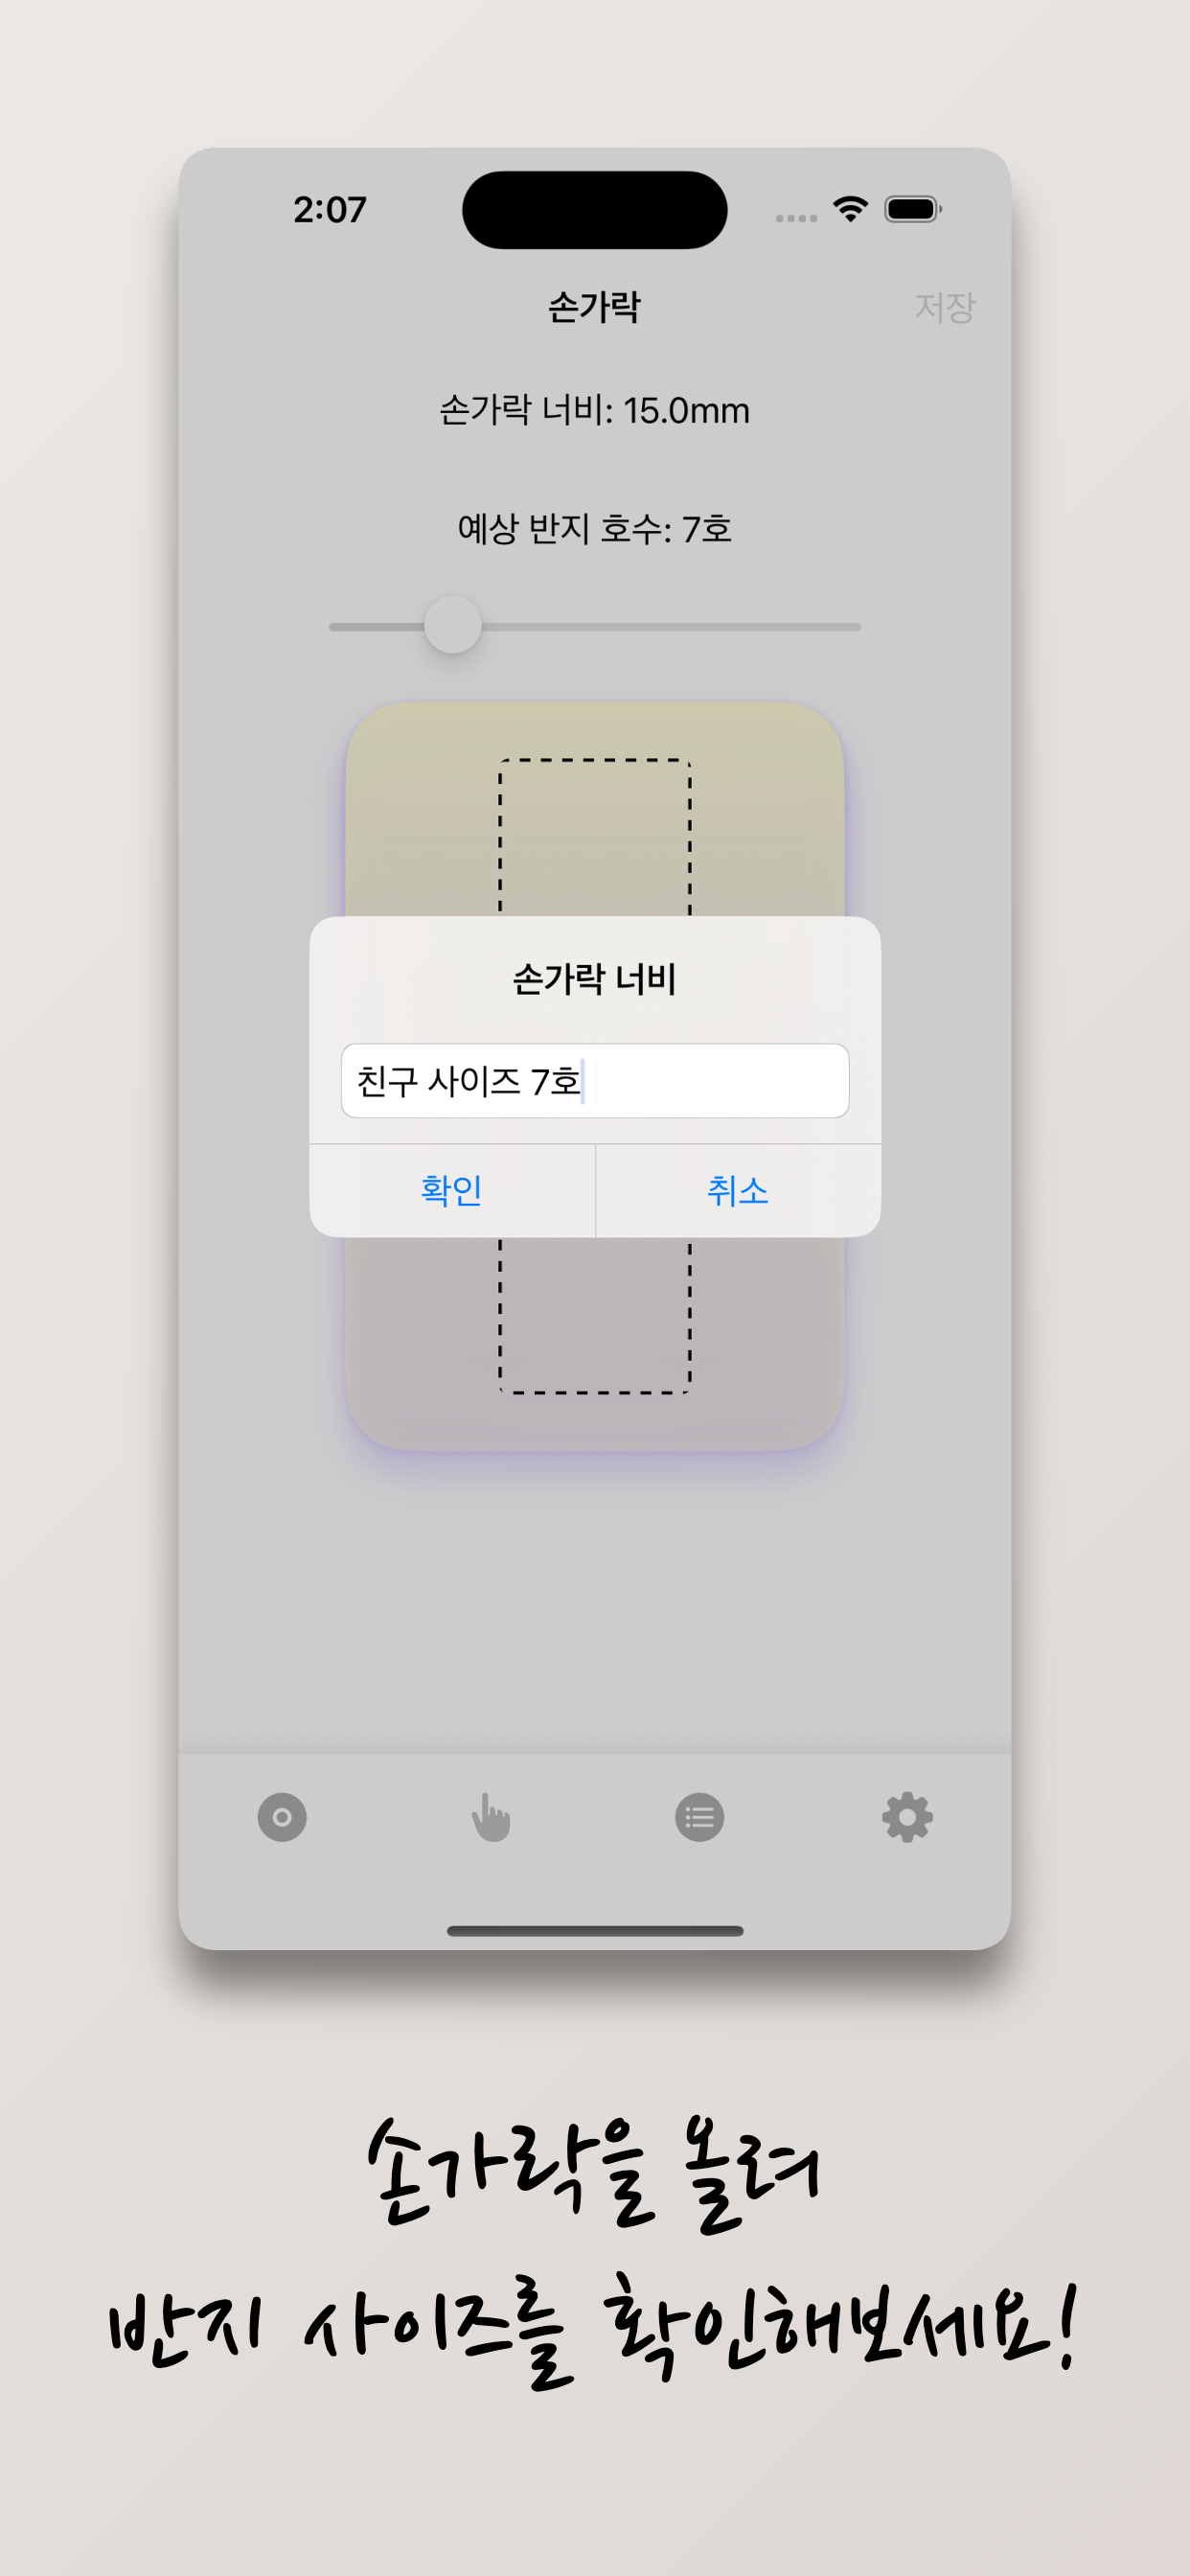 2:07
손가락
저장
손가락 너비: 15.0mm
예상 반지 호수: 7호
손가락 너비
친구 사이즈 7호
확인
취소
손가락을 올려
반지 사이즈를 확인해보세요!